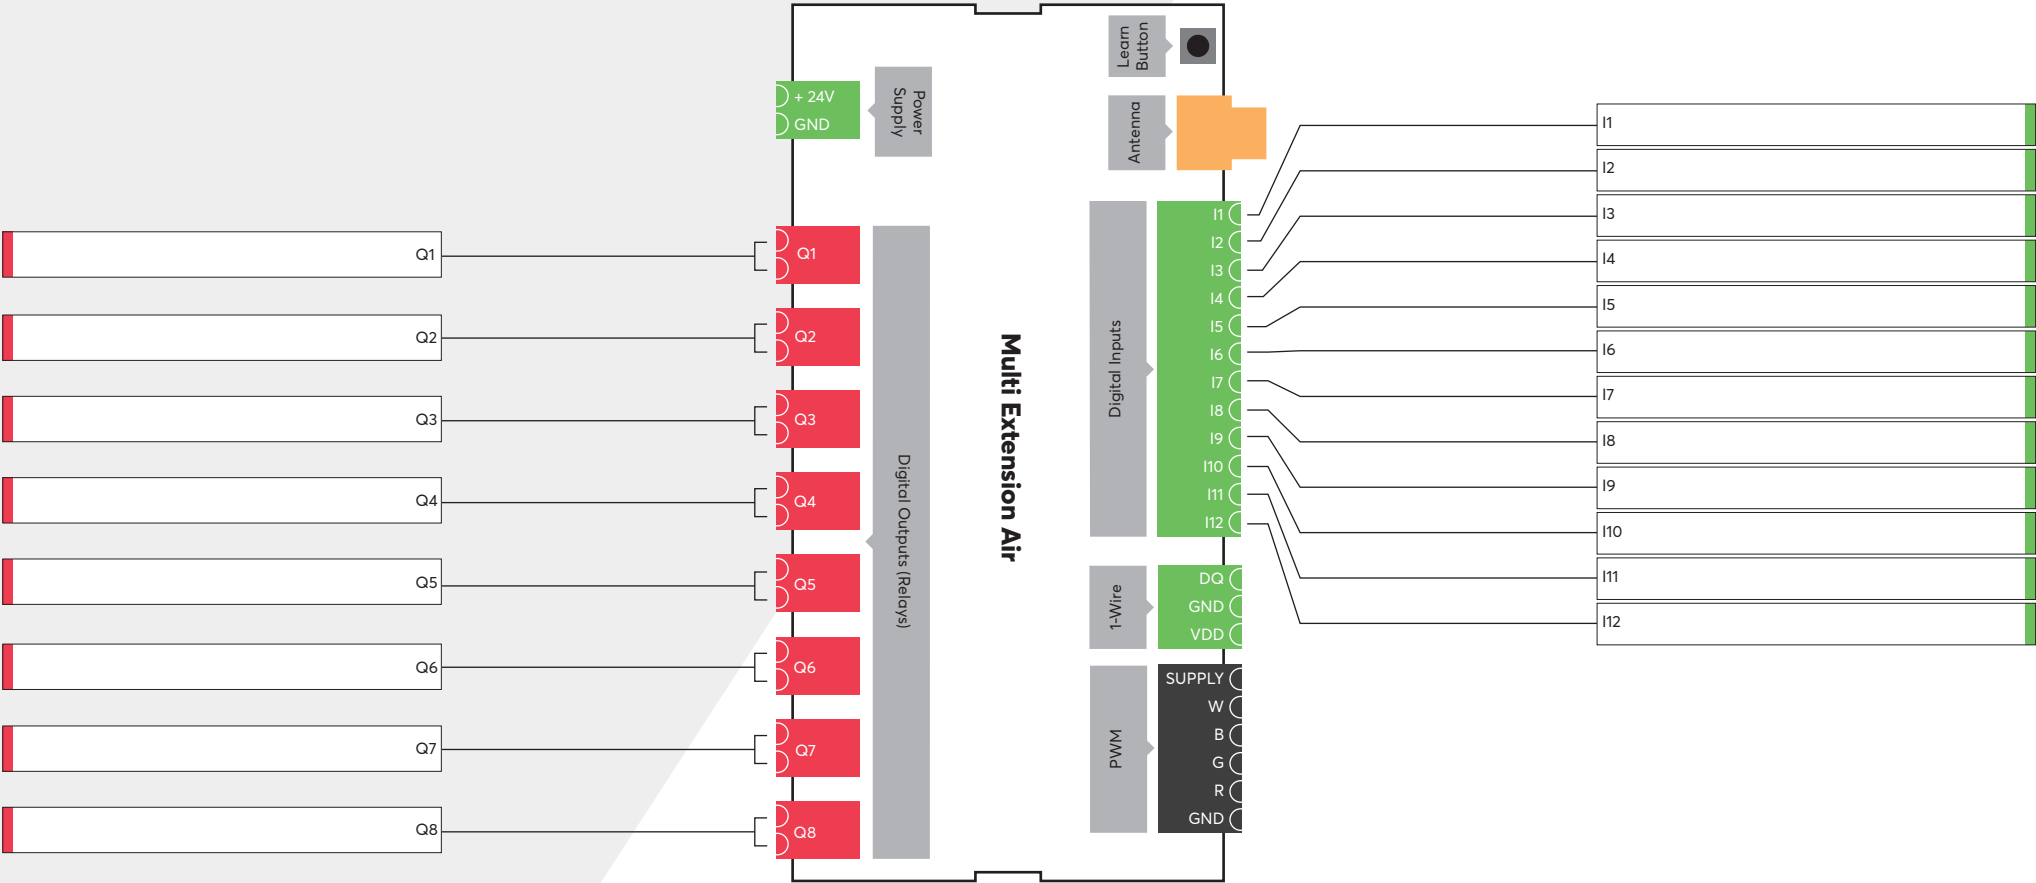 Learn
Button
+ 24V
GND
Power
Supply
Antenna
Q1
Q2
Q3
Q4
Q5
Q6
Q7
Q8
Q1
Q2
Q3
Q4
Q5
Q6
Q7
Q8
Digital Outputs (Relays)
Multi Extension Air
Digital Inputs
I1
I2
I3
I4
I5
I6
I7
I8
I9
I10
I11
I12
1-Wire
DQ
GND
VDD
PWM
SUPPLY
W
B
G
R
GND
I1
I2
I3
I4
I5
I6
I7
I8
I9
I10
I11
I12